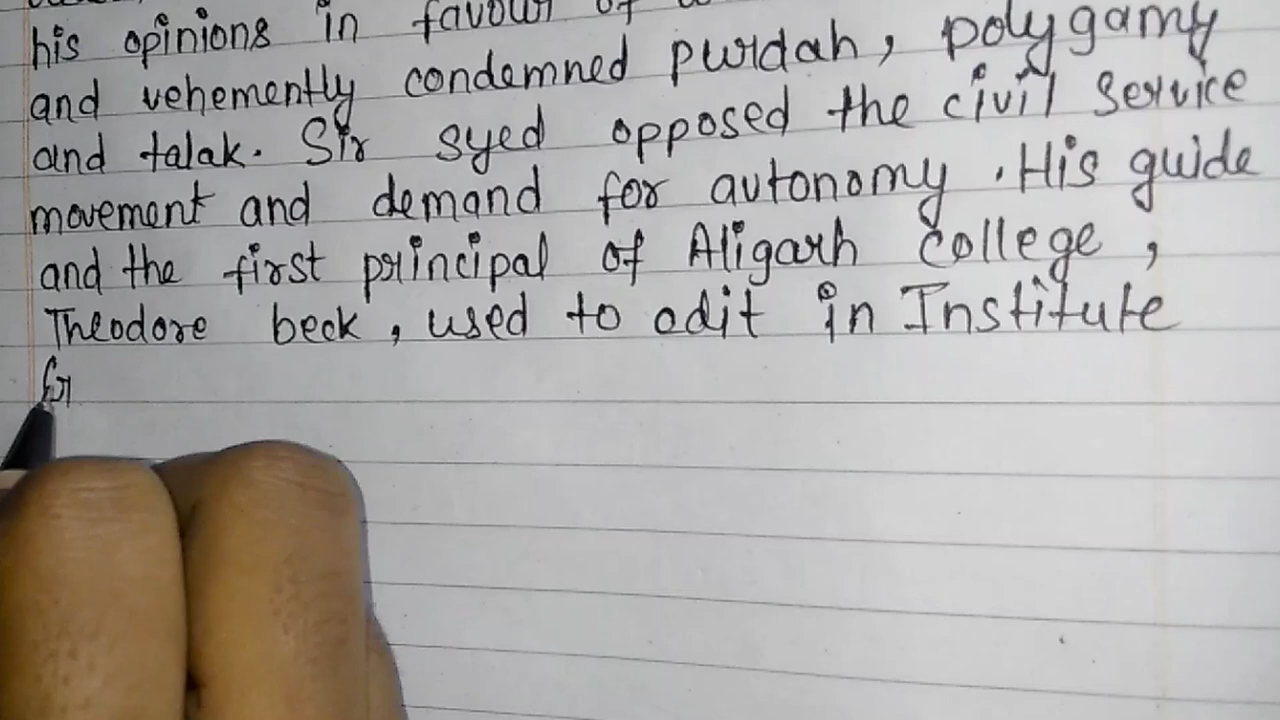 his opinions in favour of
and vehemently condemned purdah, polygamy
and talak. Sir syed opposed the civil service
movement and demand for autonomy. His guide
and the first principal of Aligarh college,
Theodore beck, used to edit in Institute